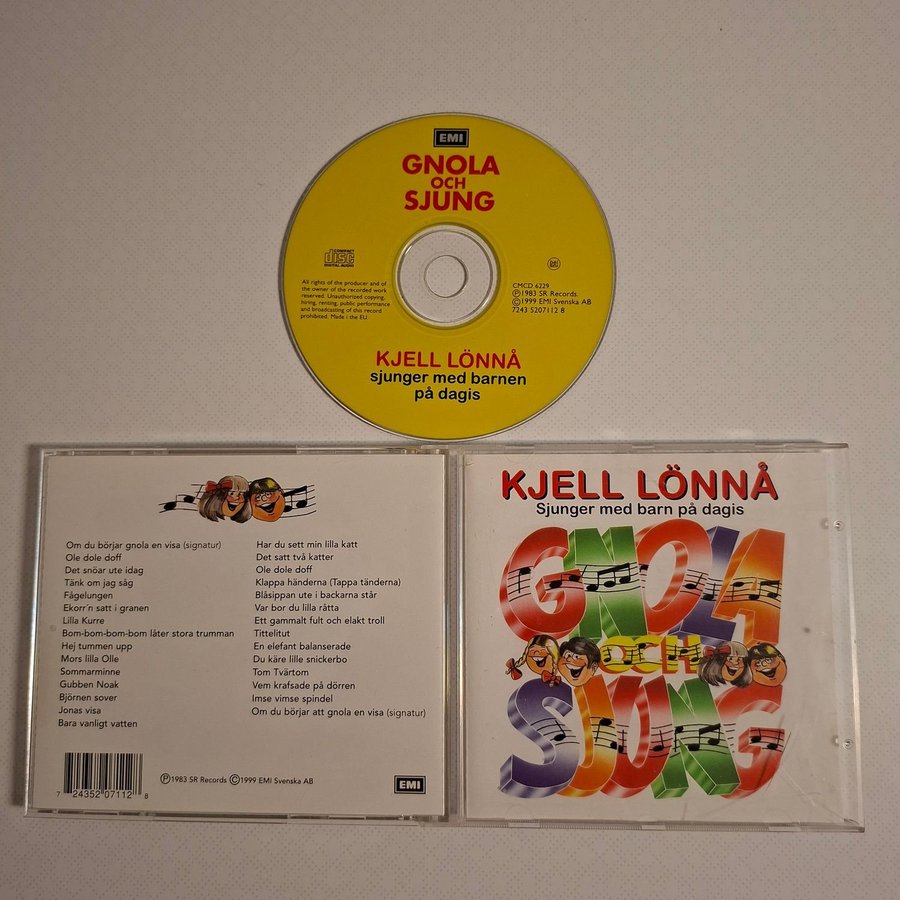 EMI
GNOLA
OCH
SJUNG
COMPACT
disc
DIGITAL AUDIO
All rights of the producer and of
the owner of the recorded work
reserved. Unauthorized copying,
hiring, renting, public performance
and broadcasting of this record
prohibited. Made i the EU
CMCD 6229
Ⓟ1983 SR Records.
©1999 EMI Svenska AB
7243 5207112 8
KJELL LÖNNÅ
sjunger med barnen
på dagis
Om du börjar gnola en visa (signatur)
Ole dole doff
Det snöar ute idag
Tänk om jag såg
Fågelungen
Ekorr´n satt i granen
Lilla Kurre
Bom-bom-bom-bom låter stora trumman
Hej tummen upp
Mors lilla Olle
Sommarminne
Gubben Noak
Björnen sover
Jonas visa
Bara vanligt vatten
Har du sett min lilla katt
Det satt två katter
Ole dole doff
Klappa händerna (Tappa tänderna)
Blåsippan ute i backarna står
Var bor du lilla råtta
Ett gammalt fult och elakt troll
Tittelitut
En elefant balanserade
Du käre lille snickerbo
Tom Tvärtom
Vem krafsade på dörren
Imse vimse spindel
Om du börjar att gnola en visa (signatur)
7 24352 07112 8
Ⓟ1983 SR Records ©1999 EMI Svenska AB
EMI
KJELL LÖNNÅ
Sjunger med barn på dagis
GNOLA
OCH
SJUNG